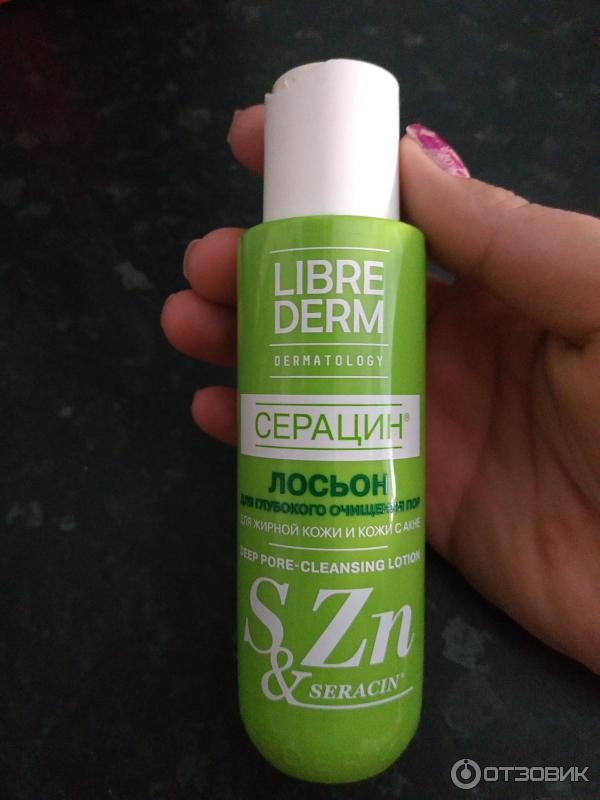 LIBRE
DERM
DERMATOLOGY
СЕРАЦИН®
ЛОСЬОН
ДЛЯ ГЛУБОКОГО ОЧИЩЕНИЯ ПОР
ДЛЯ ЖИРНОЙ КОЖИ И КОЖИ С АКНЕ
DEEP PORE-CLEANSING LOTION
S&Zn
SERACIN®
ОТЗОВИК